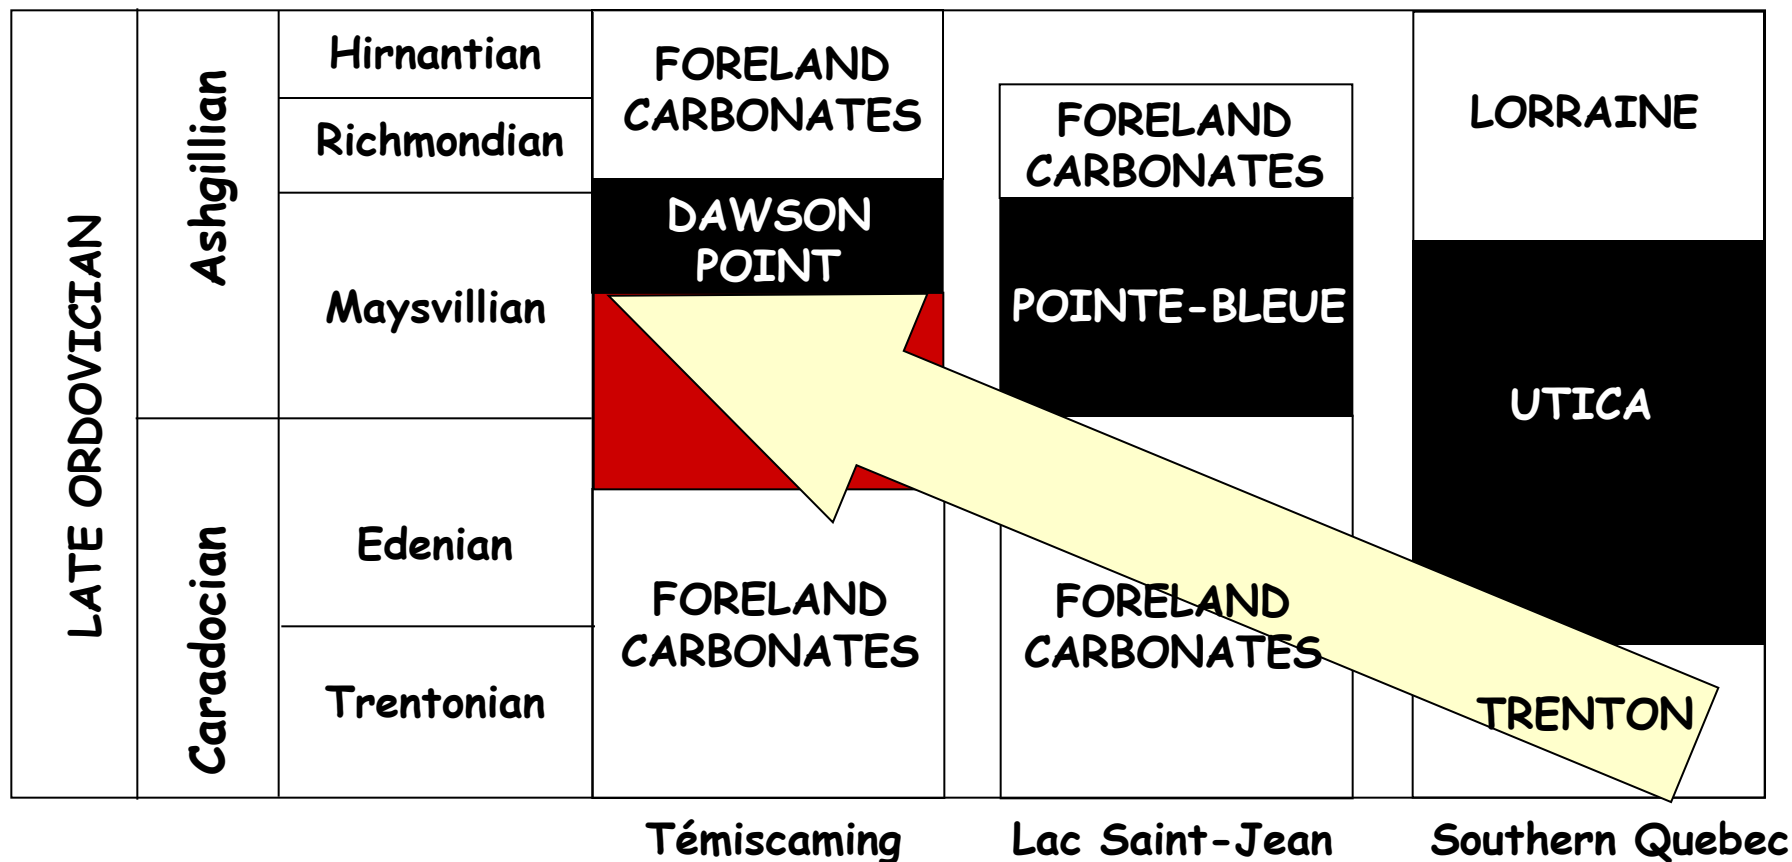 LATE ORDOVICIAN
Ashgillian
Caradocian
Hirnantian
Richmondian
Maysvillian
Edenian
Trentonian
FORELAND
CARBONATES
DAWSON
POINT
FORELAND
CARBONATES
FORELAND
CARBONATES
POINTE-BLEUE
FORELAND
CARBONATES
LORRAINE
UTICA
TRENTON
Témiscaming
Lac Saint-Jean
Southern Quebec